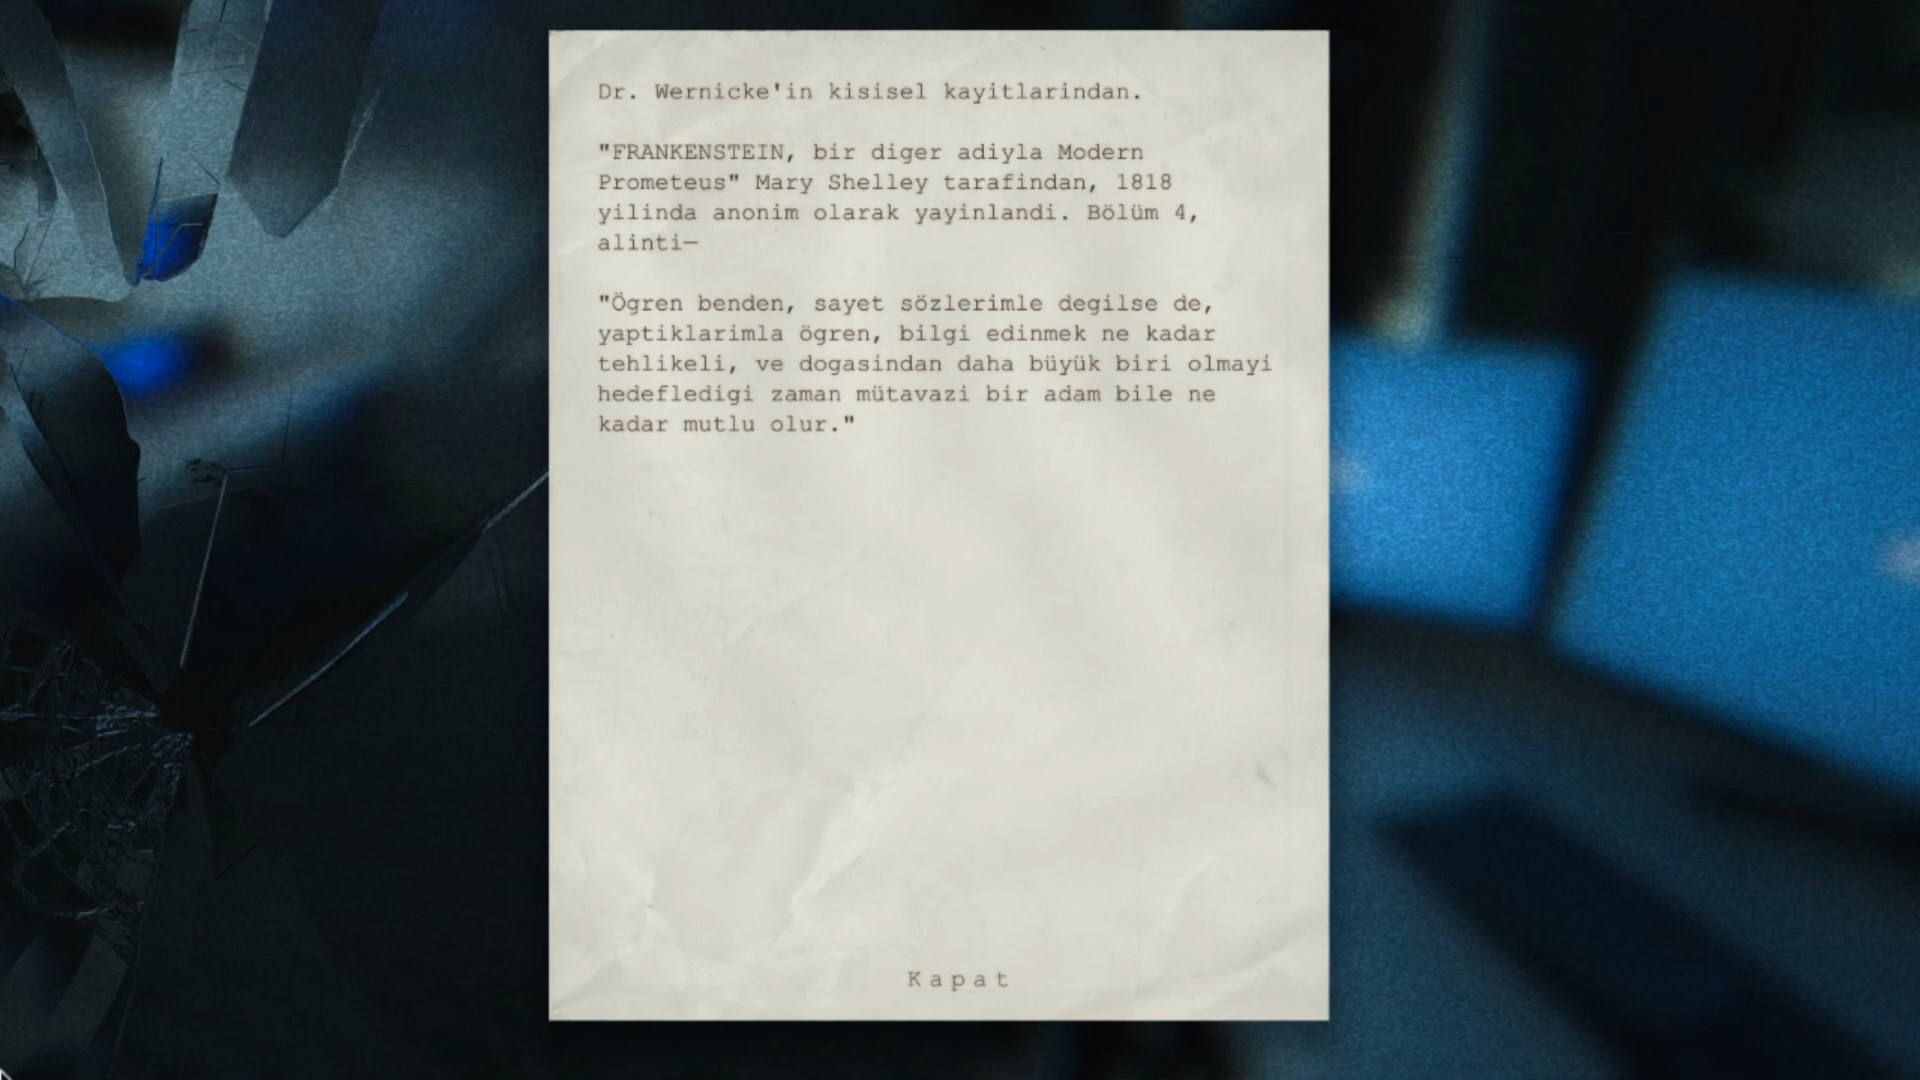 Dr. Wernicke'in kisisel kayitlarindan.
"FRANKENSTEIN, bir diger adiyla Modern
Prometeus" Mary Shelley tarafindan, 1818
yilinda anonim olarak yayinlandi. Bölüm 4,
alinti—
"Ögren benden, sayet sözlerimle degilse de,
yaptiklarimla ögren, bilgi edinmek ne kadar
tehlikeli, ve dogasindan daha büyük biri olmayi
hedefledigi zaman mütavazi bir adam bile ne
kadar mutlu olur."
Kapat